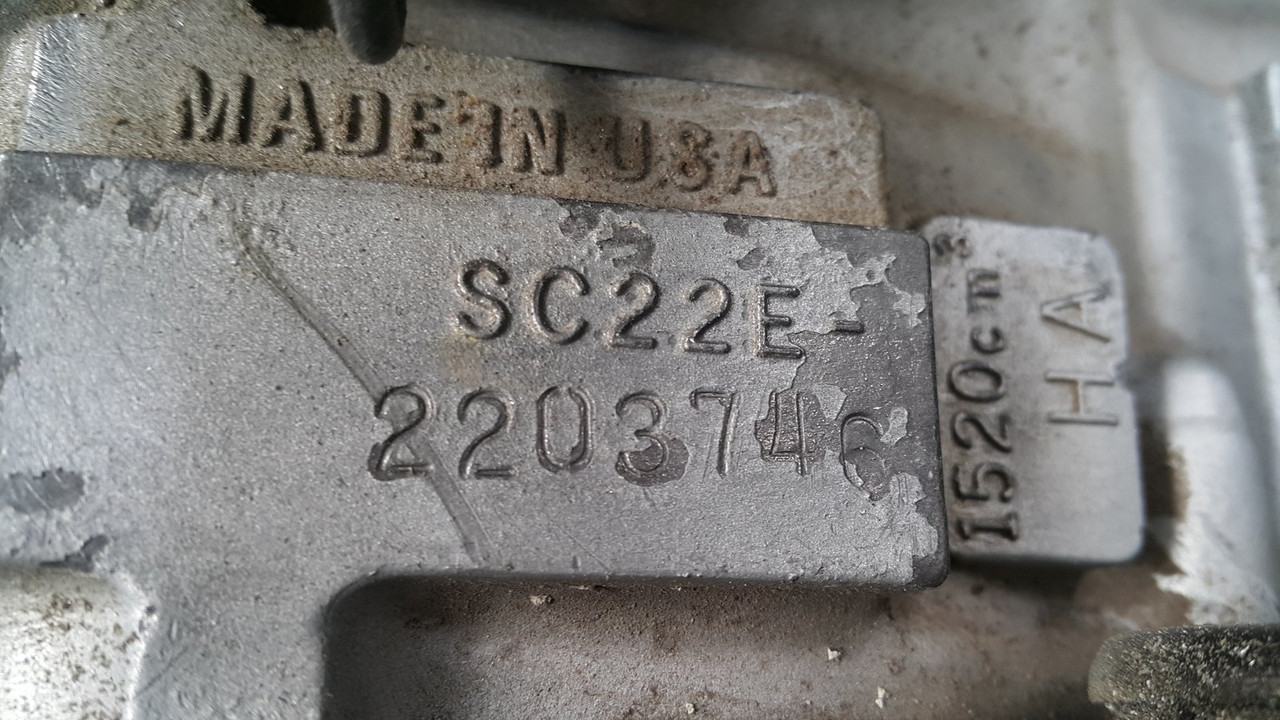 MADE IN USA
SC22E-
2203746
1520cm³
HA